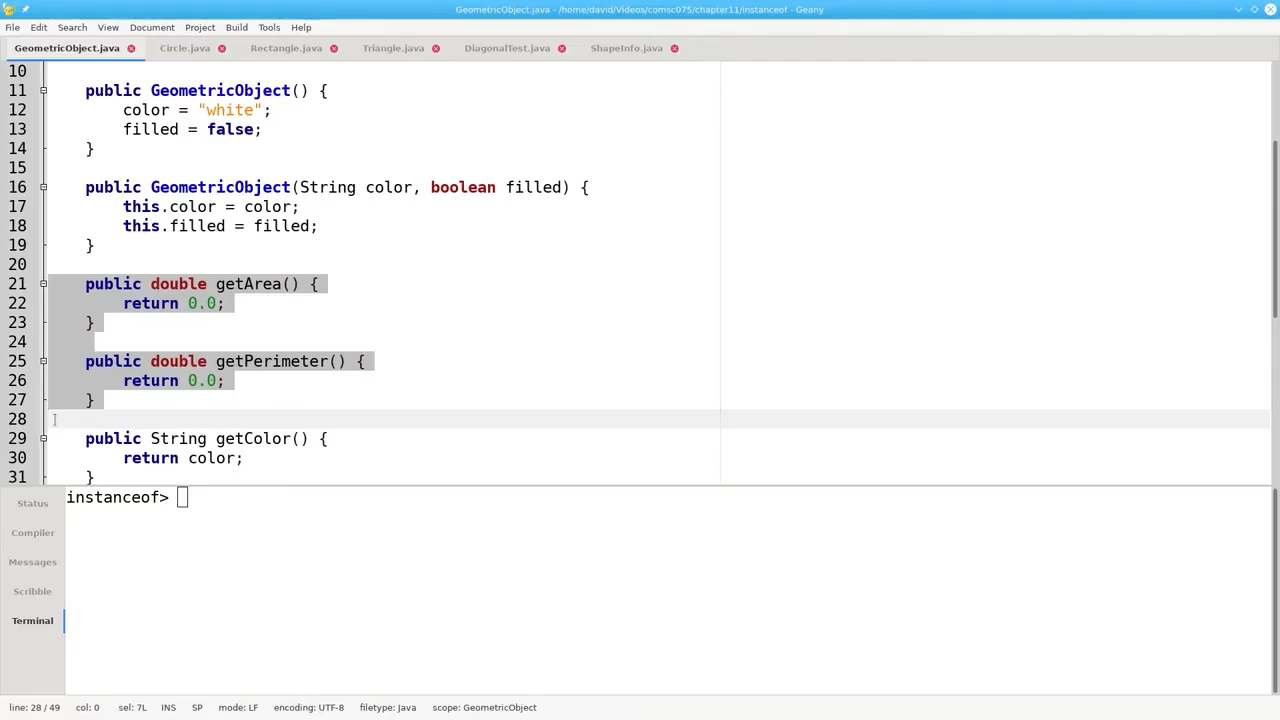 GeometricObject.java - /home/david/Videos/comsc075/chapter11/instanceof - Geany
File Edit Search View Document Project Build Tools Help
GeometricObject.java Circle.java Rectangle.java Triangle.java DiagonalTest.java ShapeInfo.java
10
11 public GeometricObject() {
12 color = "white";
13 filled = false;
14 }
15
16 public GeometricObject(String color, boolean filled) {
17 this.color = color;
18 this.filled = filled;
19 }
20
21 public double getArea() {
22 return 0.0;
23 }
24
25 public double getPerimeter() {
26 return 0.0;
27 }
28
29 public String getColor() {
30 return color;
31 }
Status
Compiler
Messages
Scribble
Terminal
instanceof>
line: 28 / 49 col: 0 sel: 7L INS SP mode: LF encoding: UTF-8 filetype: Java scope: GeometricObject